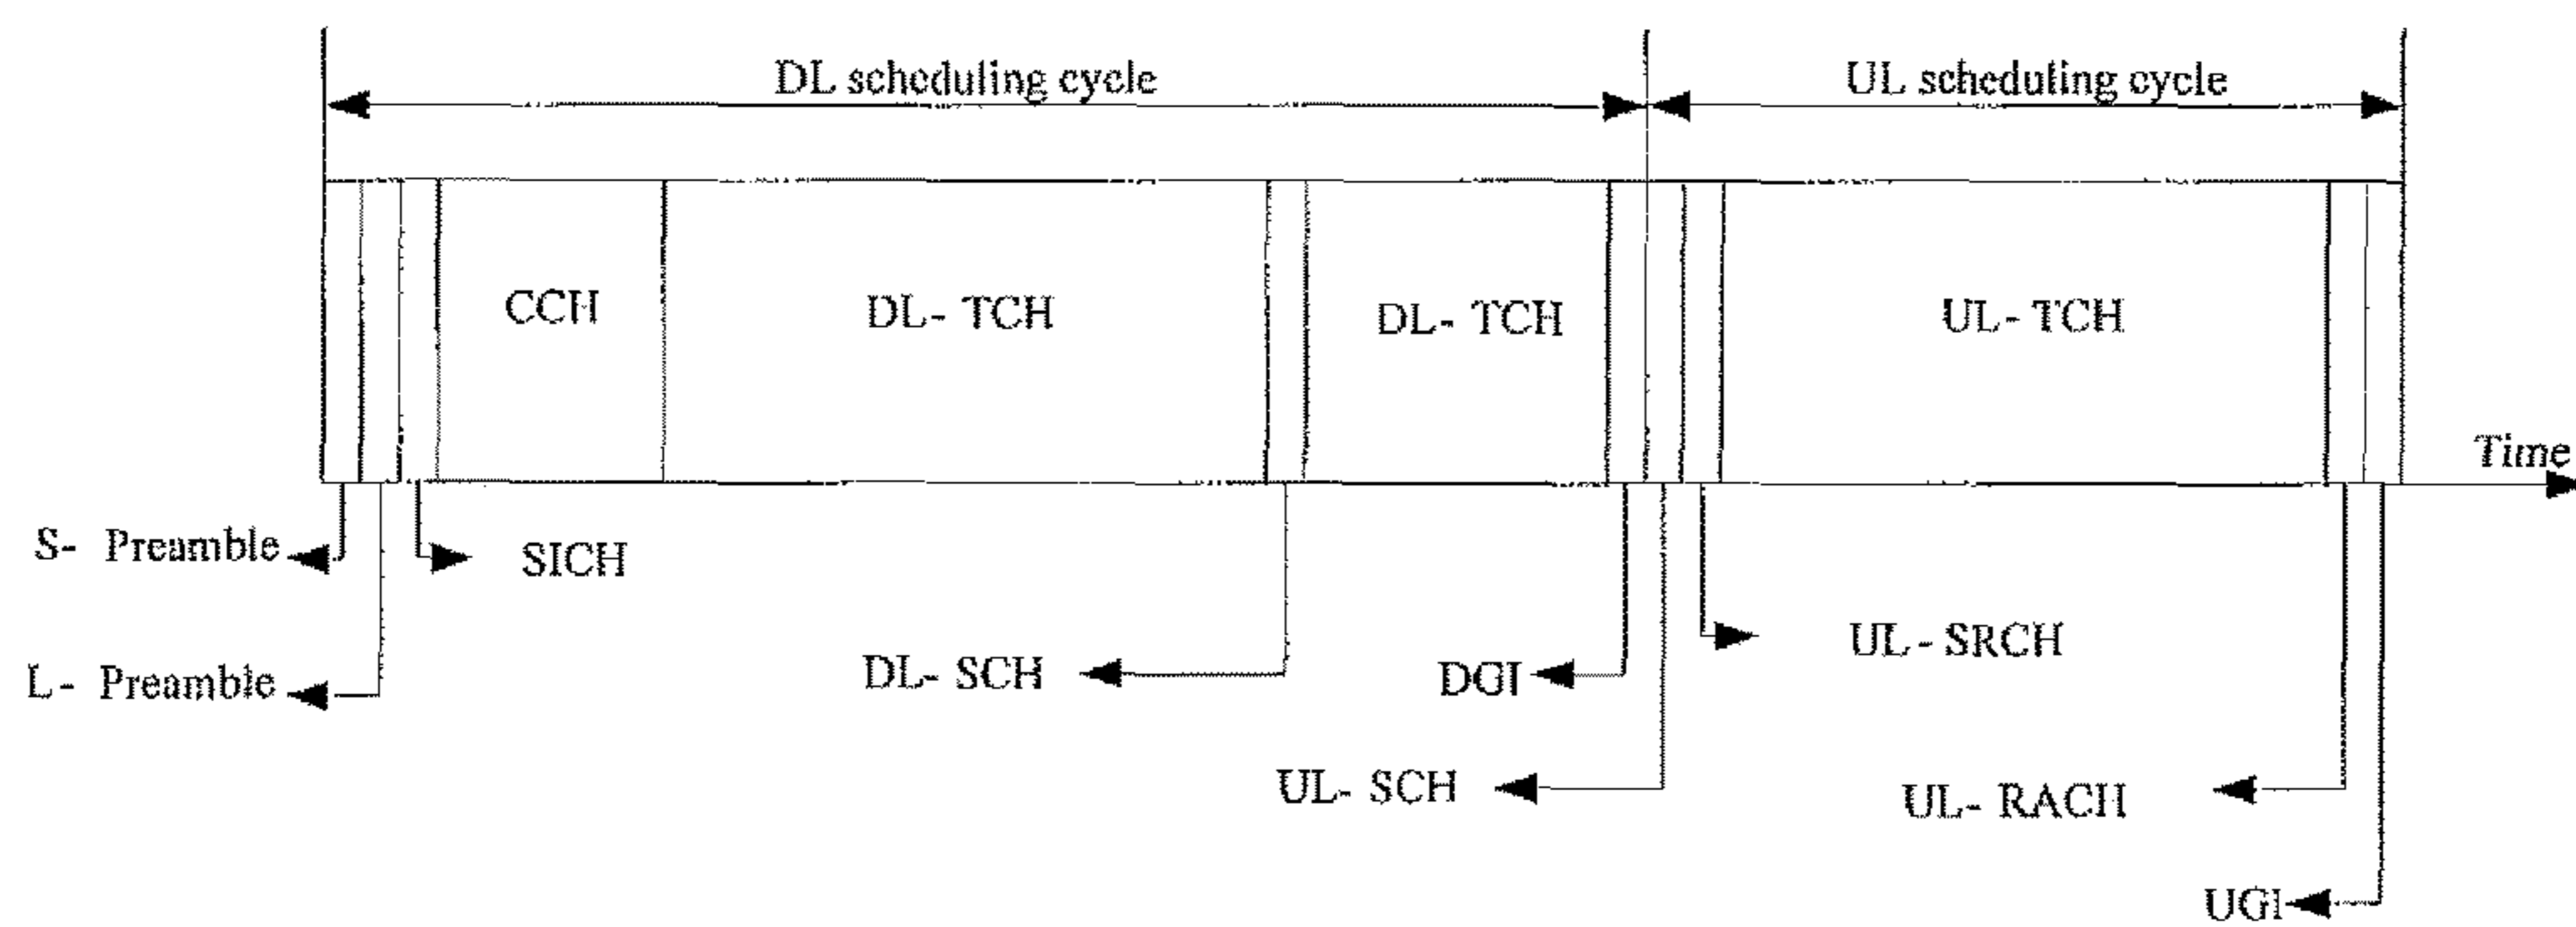 DL scheduling cycle
UL scheduling cycle
CCH
DL- TCH
DL- TCH
UL- TCH
Time
S- Preamble
SICH
UL- SRCH
L- Preamble
DL- SCH
DGI
UL- SCH
UL- RACH
UGI